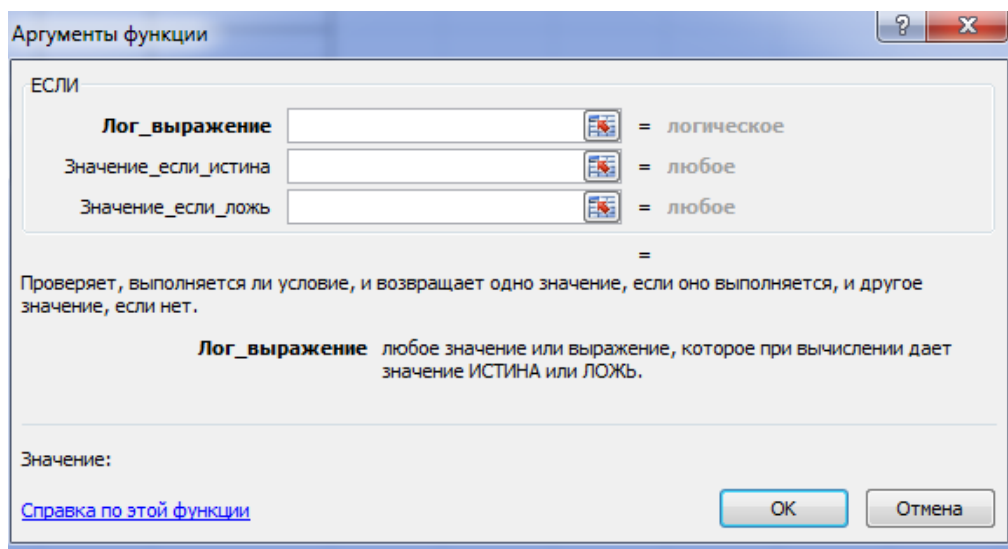 Аргументы функции
ЕСЛИ
Лог_выражение = логическое
Значение_если_истина = любое
Значение_если_ложь = любое
=
Проверяет, выполняется ли условие, и возвращает одно значение, если оно выполняется, и другое
значение, если нет.
Лог_выражение любое значение или выражение, которое при вычислении дает
значение ИСТИНА или ЛОЖЬ.
Значение:
Справка по этой функции
ОК
Отмена